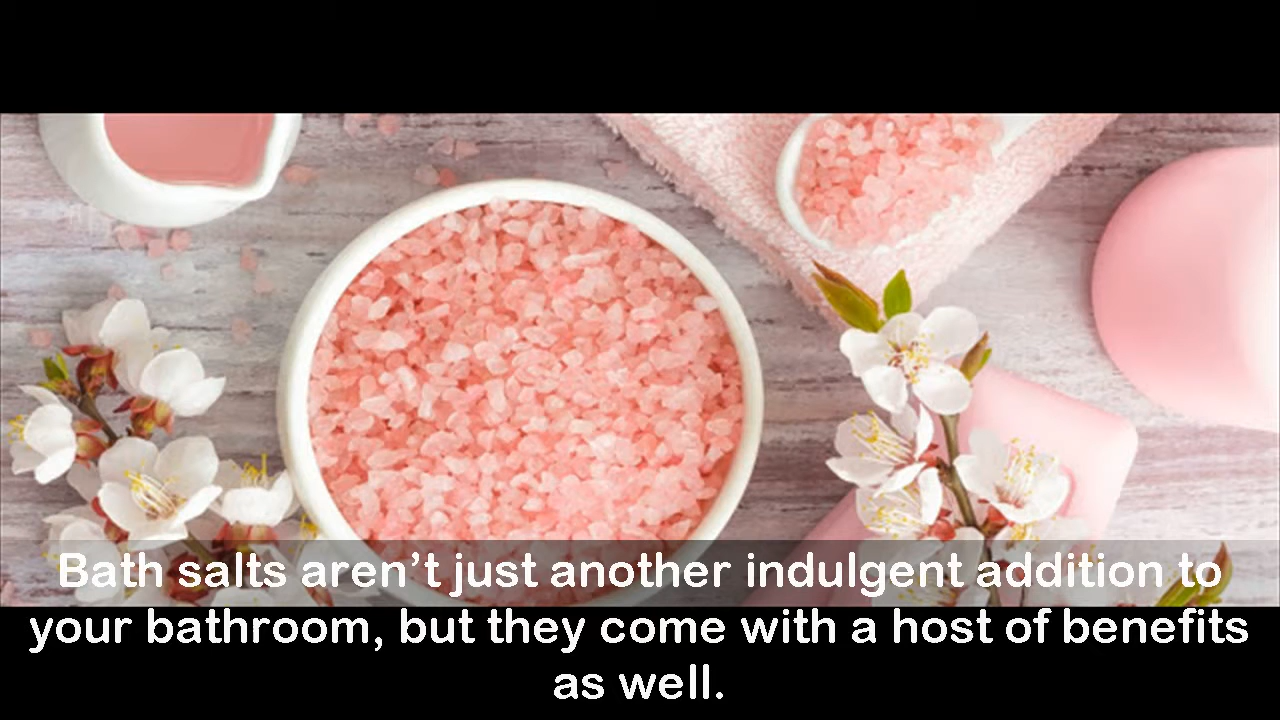 Bath salts aren’t just another indulgent addition to
your bathroom, but they come with a host of benefits
as well.